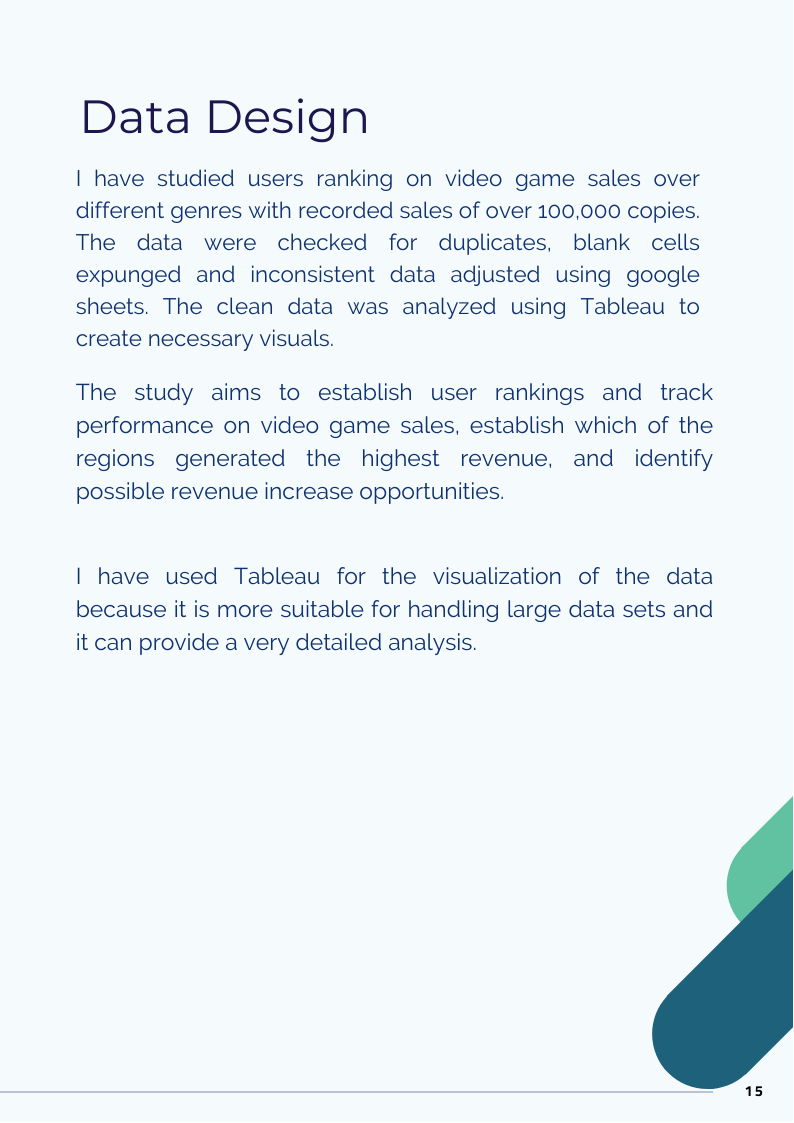 Data Design
I have studied users ranking on video game sales over
different genres with recorded sales of over 100,000 copies.
The data were checked for duplicates, blank cells
expunged and inconsistent data adjusted using google
sheets. The clean data was analyzed using Tableau to
create necessary visuals.
The study aims to establish user rankings and track
performance on video game sales, establish which of the
regions generated the highest revenue, and identify
possible revenue increase opportunities.
I have used Tableau for the visualization of the data
because it is more suitable for handling large data sets and
it can provide a very detailed analysis.
15